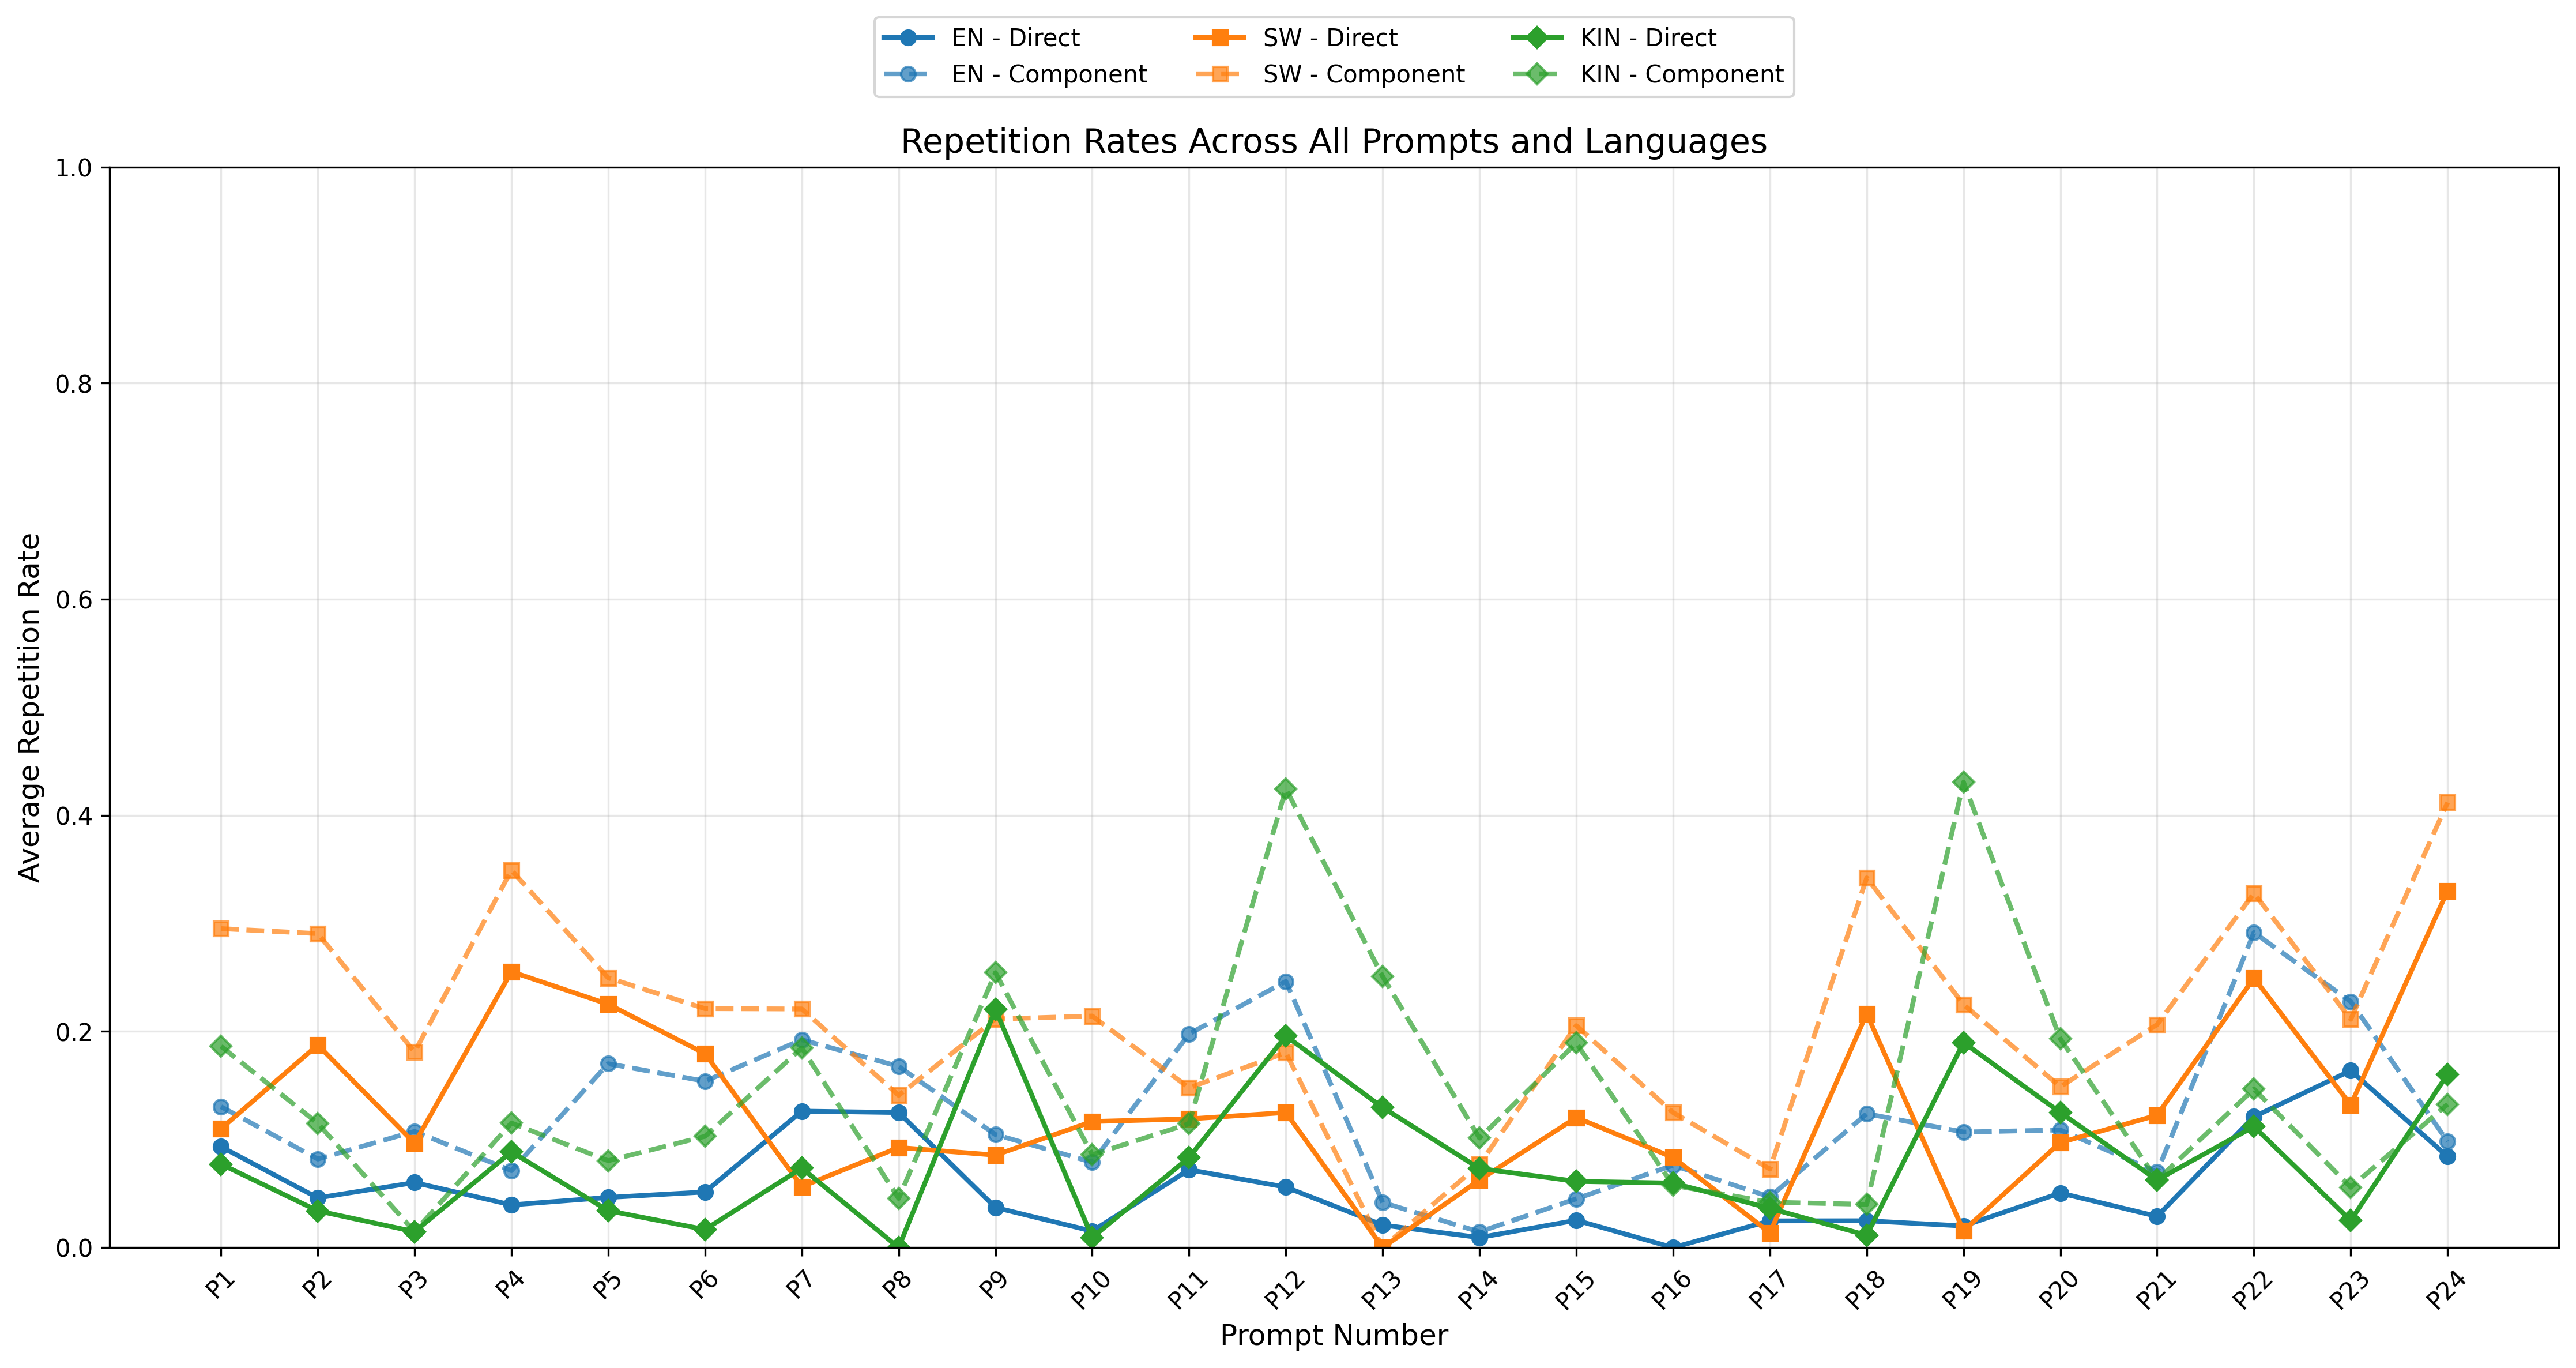 EN - Direct SW - Direct KIN - Direct
EN - Component SW - Component KIN - Component
Repetition Rates Across All Prompts and Languages
Average Repetition Rate
1.0
0.8
0.6
0.4
0.2
0.0
P1 P2 P3 P4 P5 P6 P7 P8 P9 P10 P11 P12 P13 P14 P15 P16 P17 P18 P19 P20 P21 P22 P23 P24
Prompt Number